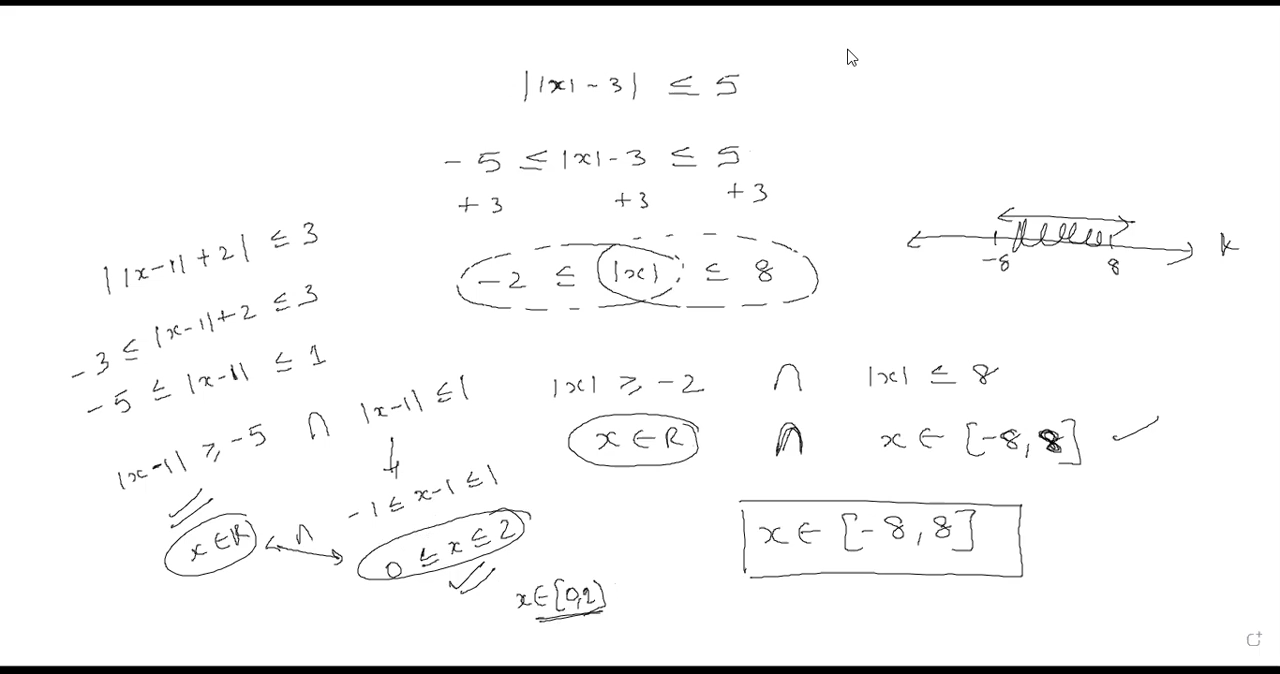 ||x| - 3| ≤ 5
- 5 ≤ |x| - 3 ≤ 5
+ 3 +3 + 3
- 2 ≤ |x| ≤ 8
|x| ≥ - 2 ∩ |x| ≤ 8
x ∈ R ∩ x ∈ [-8, 8]
x ∈ [-8, 8]
-8 8
||x-1| + 2| ≤ 3
- 3 ≤ |x-1| + 2 ≤ 3
- 5 ≤ |x-1| ≤ 1
|x-1| ≥ -5 ∩ |x-1| ≤ 1
- 1 ≤ x-1 ≤ 1
x ∈ R ∩ 0 ≤ x ≤ 2
x ∈ [0,2]